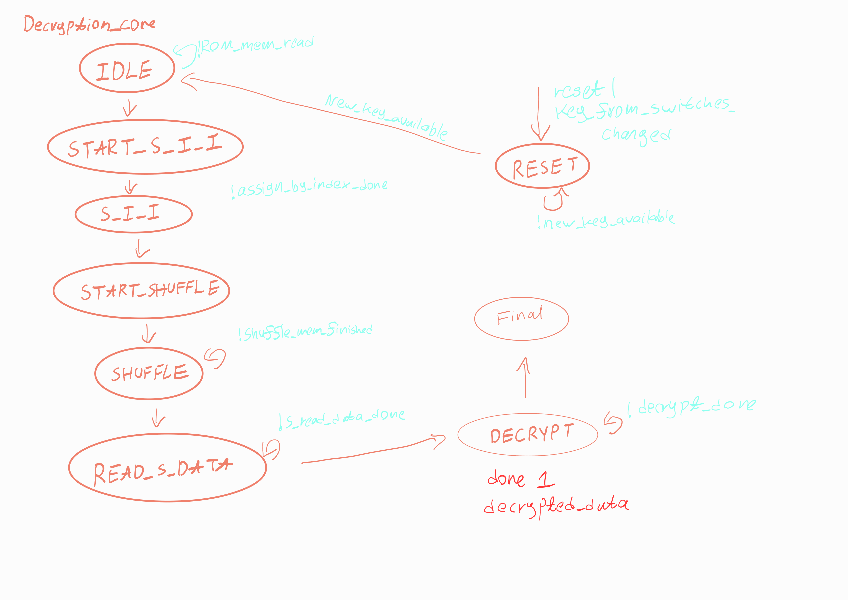 Decryption_core
!ROM_mem_read
IDLE
New_key_available
reset |
key_from_switches_
changed
START_S_I_I
RESET
!assign_by_index_done
S_I_I
!new_key_available
START_SHUFFLE
Final
!Shuffle_mem_finished
SHUFFLE
!s_read_data_done
!decrypt_done
DECRYPT
READ_S_DATA
done 1
decrypted_data